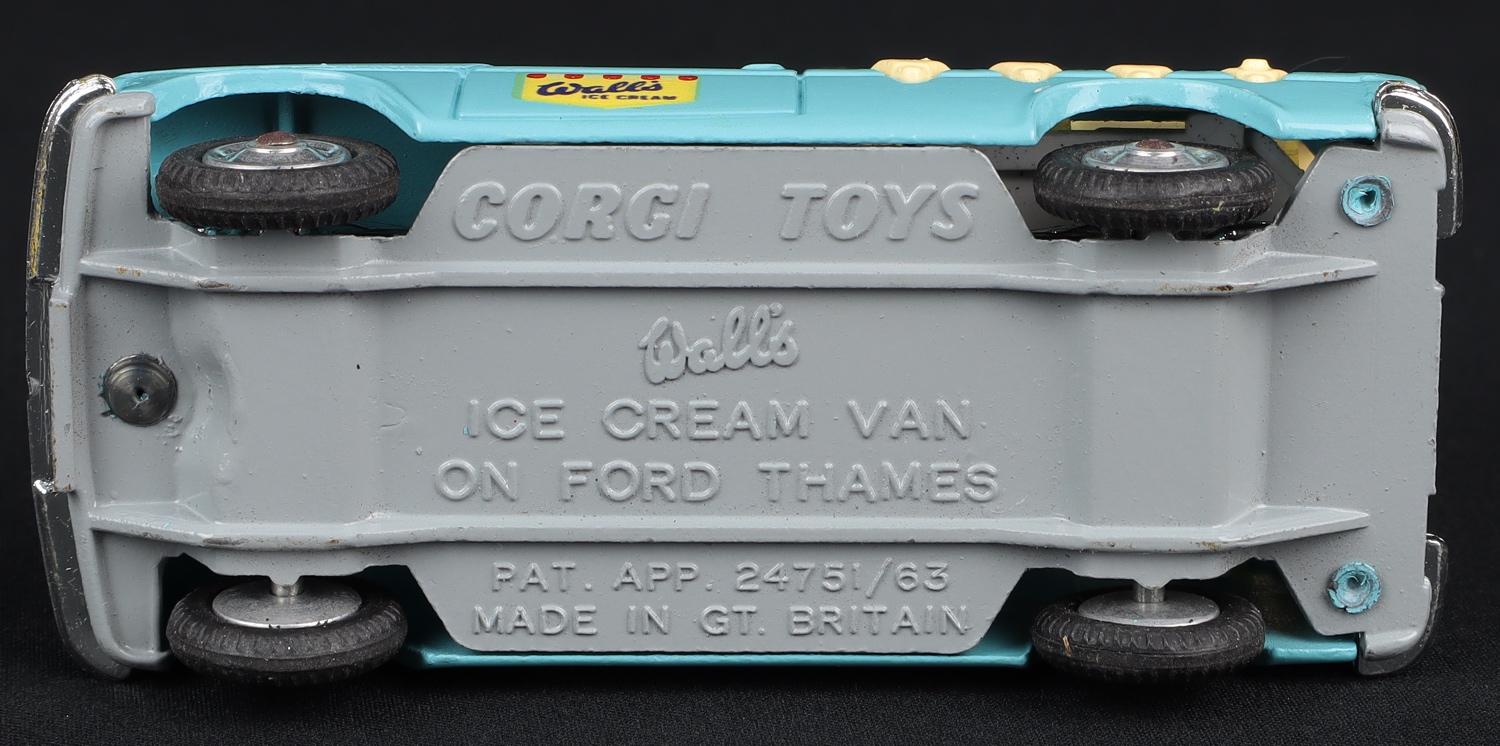 Wall's
ICE CREAM
CORGI TOYS
Wall's
ICE CREAM VAN
ON FORD THAMES
PAT. APP. 24751/63
MADE IN GT. BRITAIN